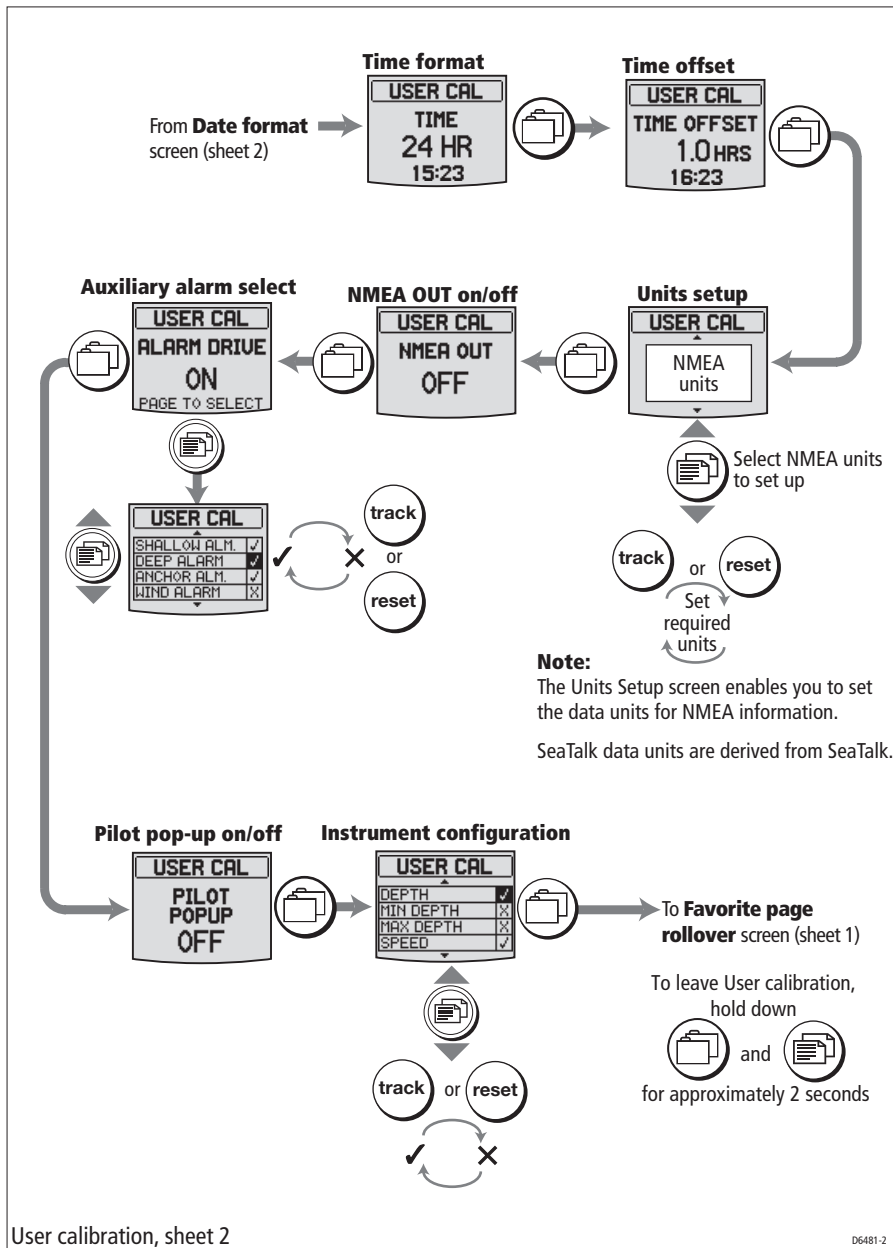 Time format
USER CAL
TIME
24 HR
15:23
Time offset
USER CAL
TIME OFFSET
1.0 HRS
16:23
From Date format
screen (sheet 2)
Auxiliary alarm select
USER CAL
ALARM DRIVE
ON
PAGE TO SELECT
NMEA OUT on/off
USER CAL
NMEA OUT
OFF
Units setup
USER CAL
NMEA
units
Select NMEA units
to set up
track
or
reset
Set
required
units
USER CAL
SHALLOW ALM. ✓
DEEP ALARM ✓
ANCHOR ALM. ✓
WIND ALARM X
✓ ✕
track
or
reset
Note:
The Units Setup screen enables you to set
the data units for NMEA information.
SeaTalk data units are derived from SeaTalk.
Pilot pop-up on/off
USER CAL
PILOT
POPUP
OFF
Instrument configuration
USER CAL
DEPTH ✓
MIN DEPTH X
MAX DEPTH X
SPEED ✓
track or reset
✓ ✕
To Favorite page
rollover screen (sheet 1)
To leave User calibration,
hold down
and
for approximately 2 seconds
User calibration, sheet 2
D6481-2